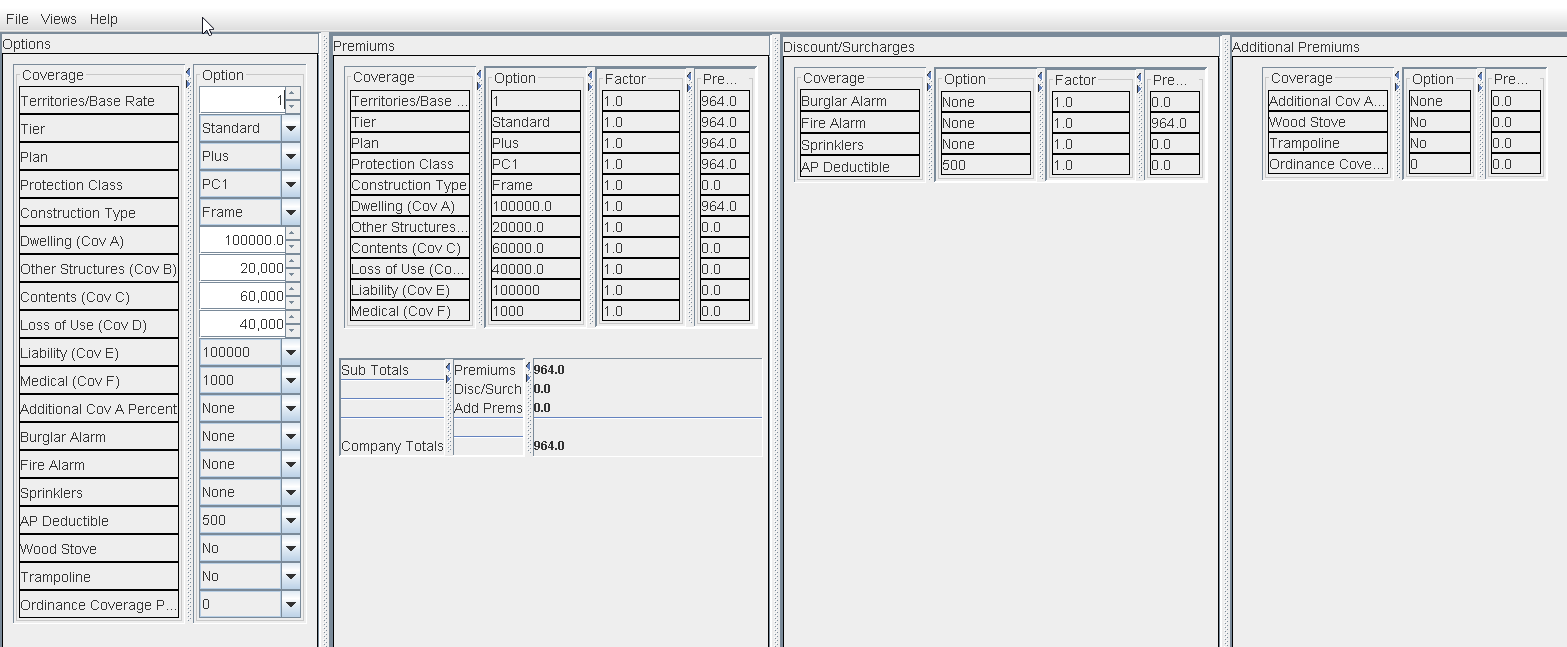 File Views Help
Options
Coverage Option
Territories/Base Rate 1
Tier Standard
Plan Plus
Protection Class PC1
Construction Type Frame
Dwelling (Cov A) 100000.0
Other Structures (Cov B) 20,000
Contents (Cov C) 60,000
Loss of Use (Cov D) 40,000
Liability (Cov E) 100000
Medical (Cov F) 1000
Additional Cov A Percent None
Burglar Alarm None
Fire Alarm None
Sprinklers None
AP Deductible 500
Wood Stove No
Trampoline No
Ordinance Coverage P... 0
Premiums
Coverage Option Factor Pre...
Territories/Base ... 1 1.0 964.0
Tier Standard 1.0 964.0
Plan Plus 1.0 964.0
Protection Class PC1 1.0 964.0
Construction Type Frame 1.0 0.0
Dwelling (Cov A) 100000.0 1.0 964.0
Other Structures... 20000.0 1.0 0.0
Contents (Cov C) 60000.0 1.0 0.0
Loss of Use (Co... 40000.0 1.0 0.0
Liability (Cov E) 100000 1.0 0.0
Medical (Cov F) 1000 1.0 0.0
Sub Totals Premiums 964.0
Disc/Surch 0.0
Add Prems 0.0
Company Totals 964.0
Discount/Surcharges
Coverage Option Factor Pre...
Burglar Alarm None 1.0 0.0
Fire Alarm None 1.0 964.0
Sprinklers None 1.0 0.0
AP Deductible 500 1.0 0.0
Additional Premiums
Coverage Option Pre...
Additional Cov A... None 0.0
Wood Stove No 0.0
Trampoline No 0.0
Ordinance Cove... 0 0.0